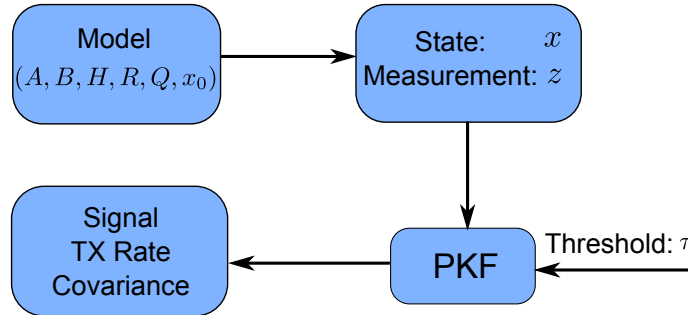 Model
(A, B, H, R, Q, x₀)
State: x
Measurement: z
Signal
TX Rate
Covariance
PKF
Threshold: τ